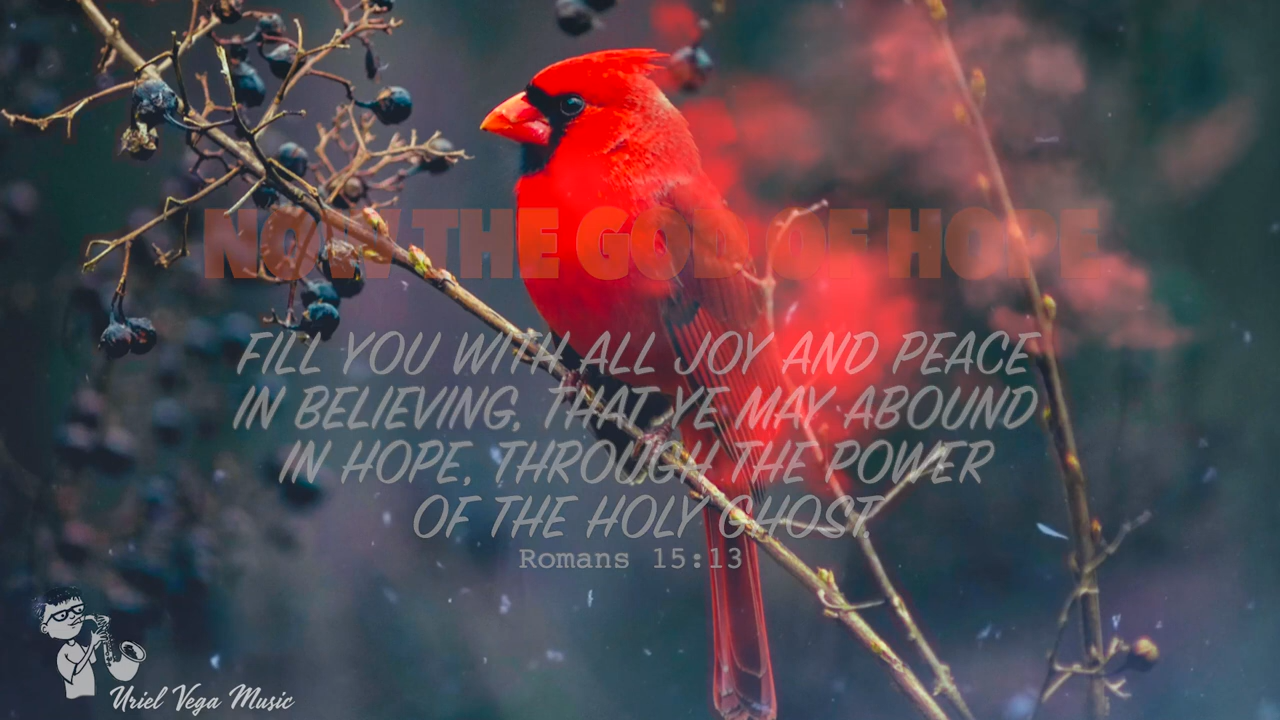 NOW THE GOD OF HOPE
FILL YOU WITH ALL JOY AND PEACE
IN BELIEVING, THAT YE MAY ABOUND
IN HOPE, THROUGH THE POWER
OF THE HOLY GHOST.
Romans 15:13
Uriel Vega Music